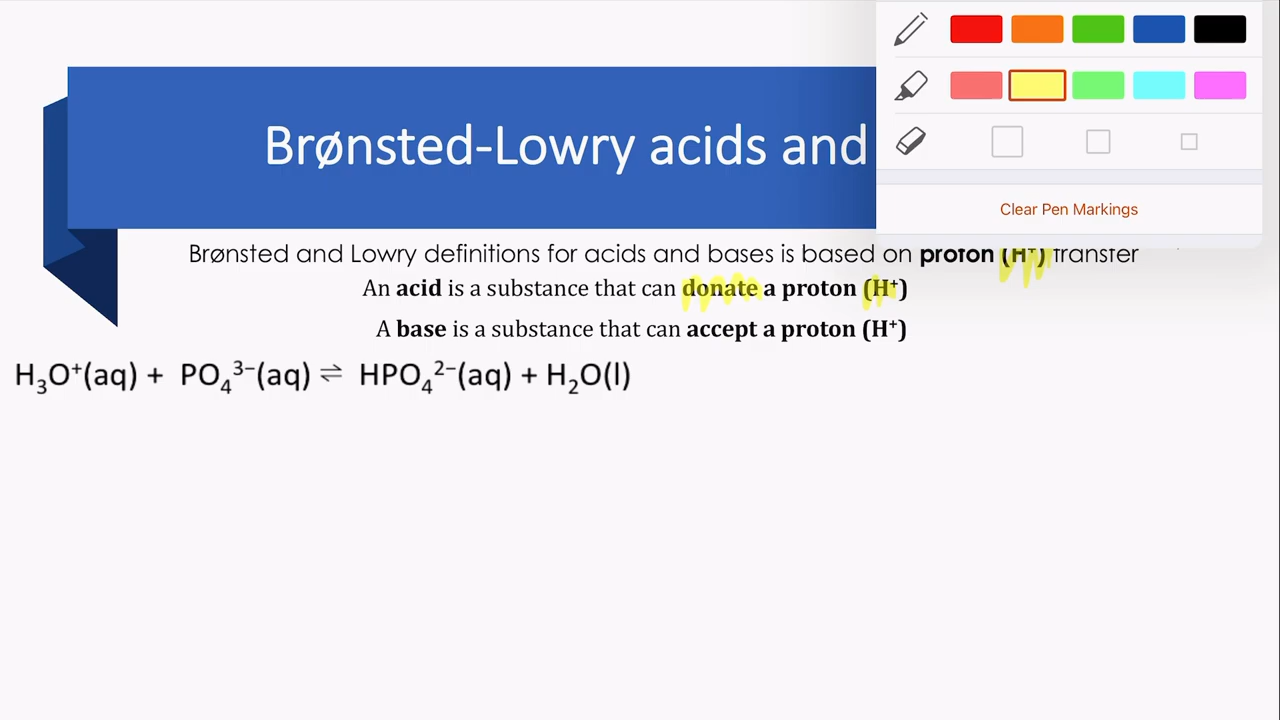 Brønsted-Lowry acids and
Clear Pen Markings
Brønsted and Lowry definitions for acids and bases is based on proton (H⁺) transfer
An acid is a substance that can donate a proton (H⁺)
A base is a substance that can accept a proton (H⁺)
H₃O⁺(aq) + PO₄³⁻(aq) ⇌ HPO₄²⁻(aq) + H₂O(l)